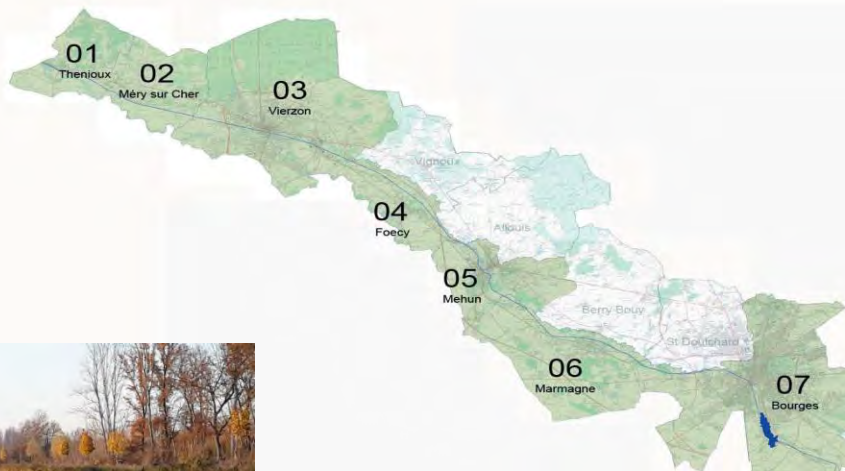 01
Thenioux
02
Méry sur Cher
03
Vierzon
Vignoux
04
Foecy
Allouis
05
Mehun
Berry Bouy
St Doulchard
06
Marmagne
07
Bourges